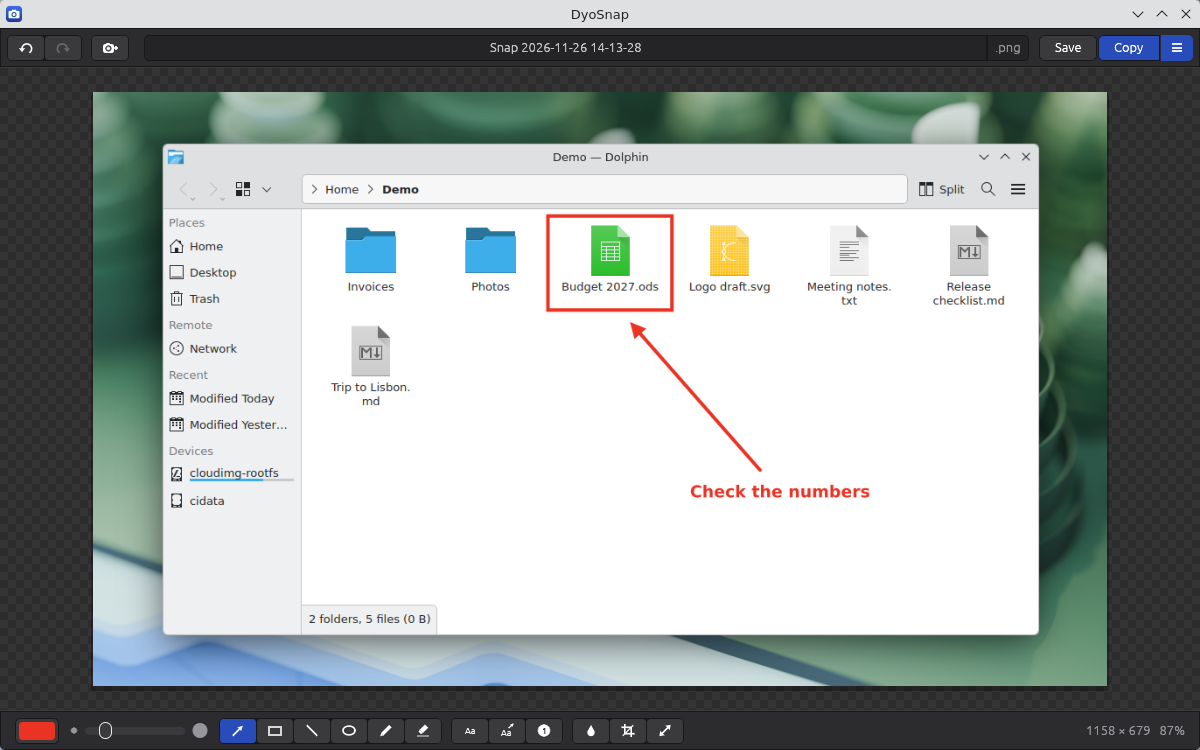 DyoSnap
Snap 2026-11-26 14-13-28
.png
Save
Copy
Demo — Dolphin
Home
Demo
Split
Places
Home
Desktop
Trash
Remote
Network
Recent
Modified Today
Modified Yester...
Devices
cloudimg-rootfs
cidata
Invoices
Photos
Budget 2027.ods
Logo draft.svg
Meeting notes.
txt
Release
checklist.md
Trip to Lisbon.
md
Check the numbers
2 folders, 5 files (0 B)
Aa
Aa
1
1158 × 679
87%